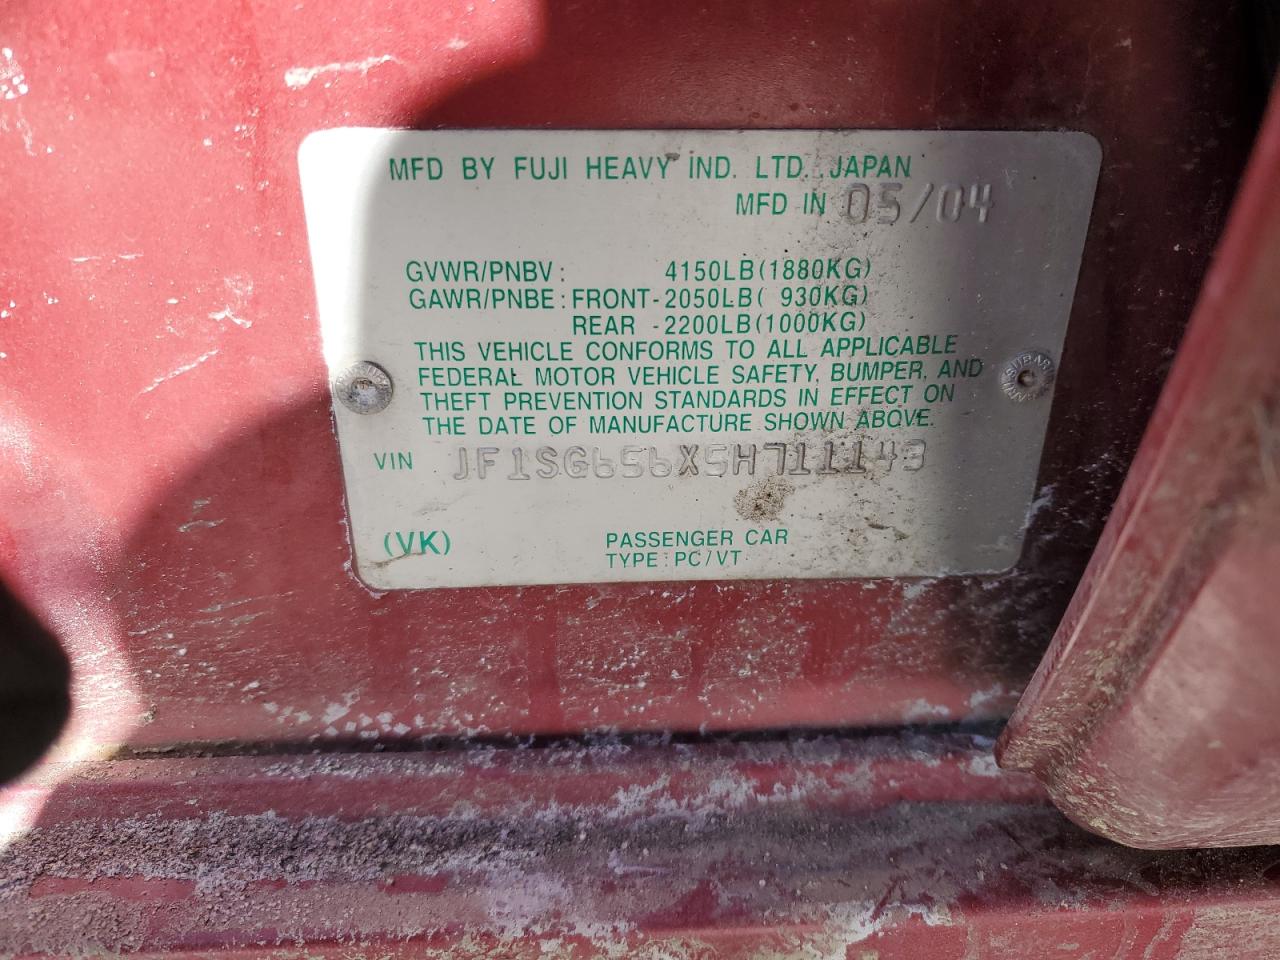 MFD BY FUJI HEAVY IND. LTD. JAPAN
MFD IN 05/04
GVWR/PNBV: 4150LB(1880KG)
GAWR/PNBE: FRONT-2050LB( 930KG)
REAR -2200LB(1000KG)
THIS VEHICLE CONFORMS TO ALL APPLICABLE
FEDERAL MOTOR VEHICLE SAFETY, BUMPER, AND
THEFT PREVENTION STANDARDS IN EFFECT ON
THE DATE OF MANUFACTURE SHOWN ABOVE.
VIN JF1SG656X5H711143
(VK) PASSENGER CAR
TYPE: PC/VT
SUBARU